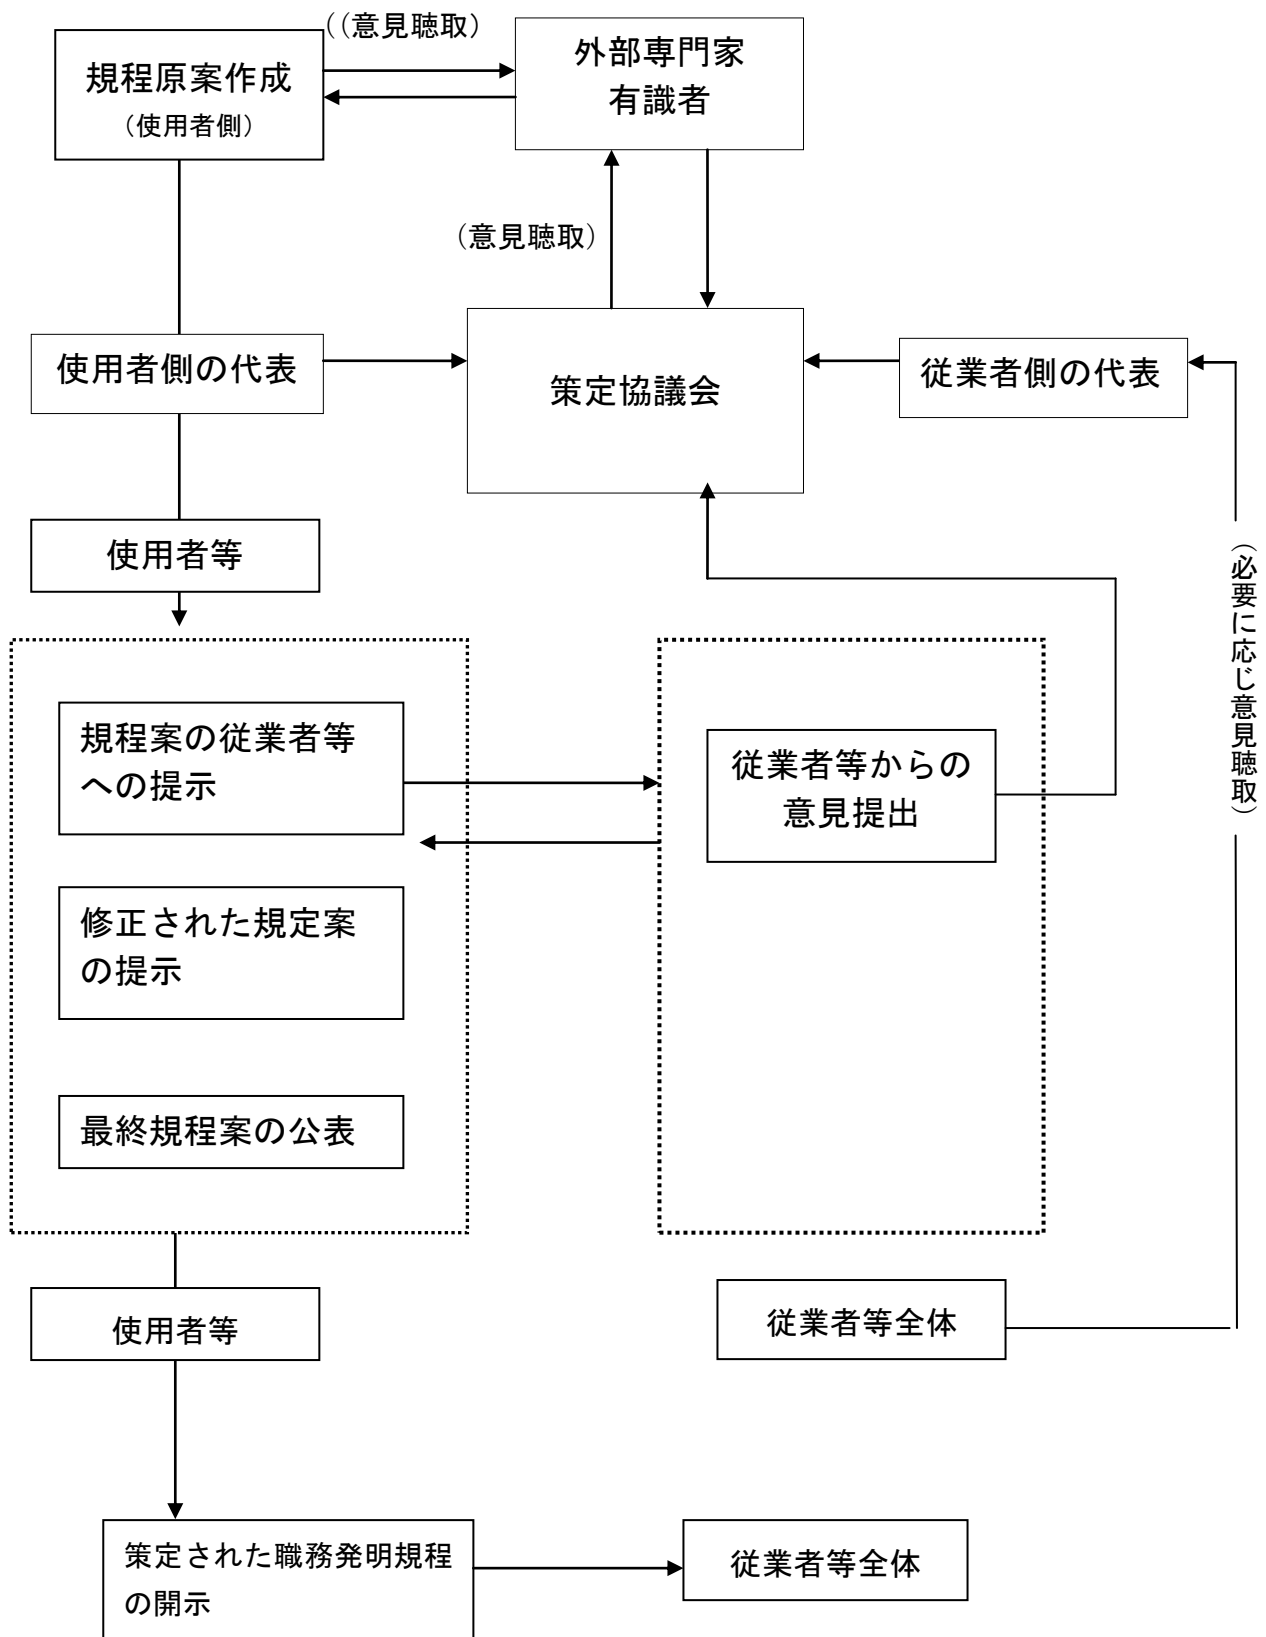 ((意見聴取)
規程原案作成
(使用者側)
外部専門家
有識者
(意見聴取)
使用者側の代表
策定協議会
従業者側の代表
使用者等
(必要に応じ意見聴取)
規程案の従業者等
への提示
従業者等からの
意見提出
修正された規定案
の提示
最終規程案の公表
使用者等
従業者等全体
策定された職務発明規程
の開示
従業者等全体